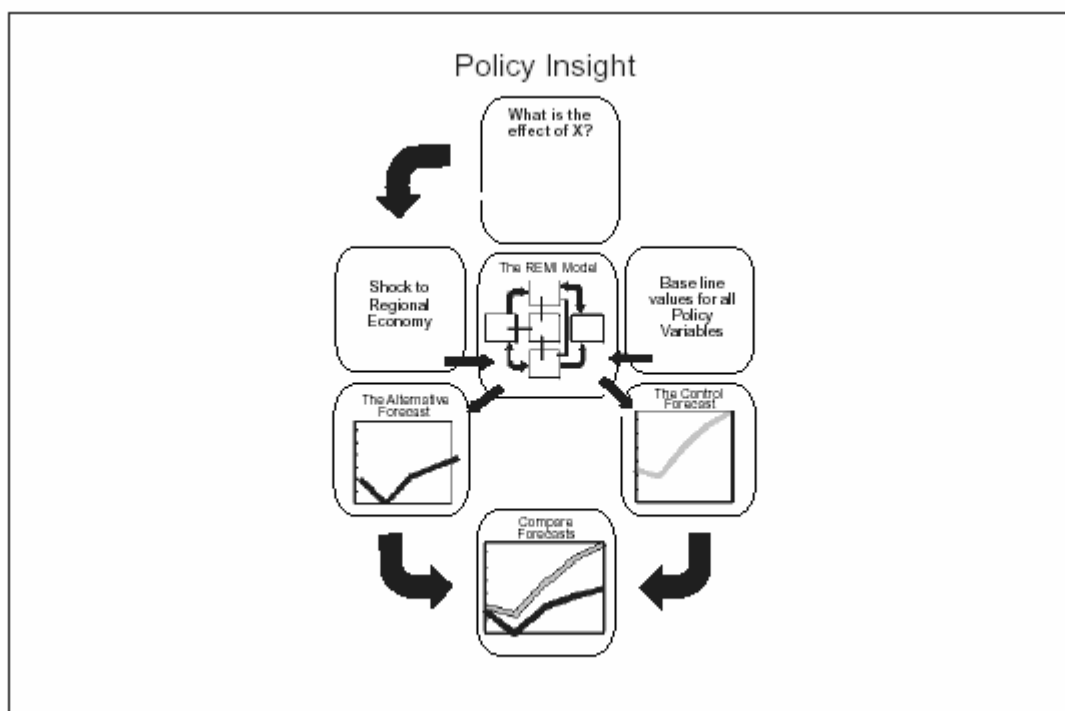 Policy Insight
What is the
effect of X?
Shock to
Regional
Economy
The REMI Model
Base line
values for all
Policy
Variables
The Alternative
Forecast
The Control
Forecast
Compare
Forecasts